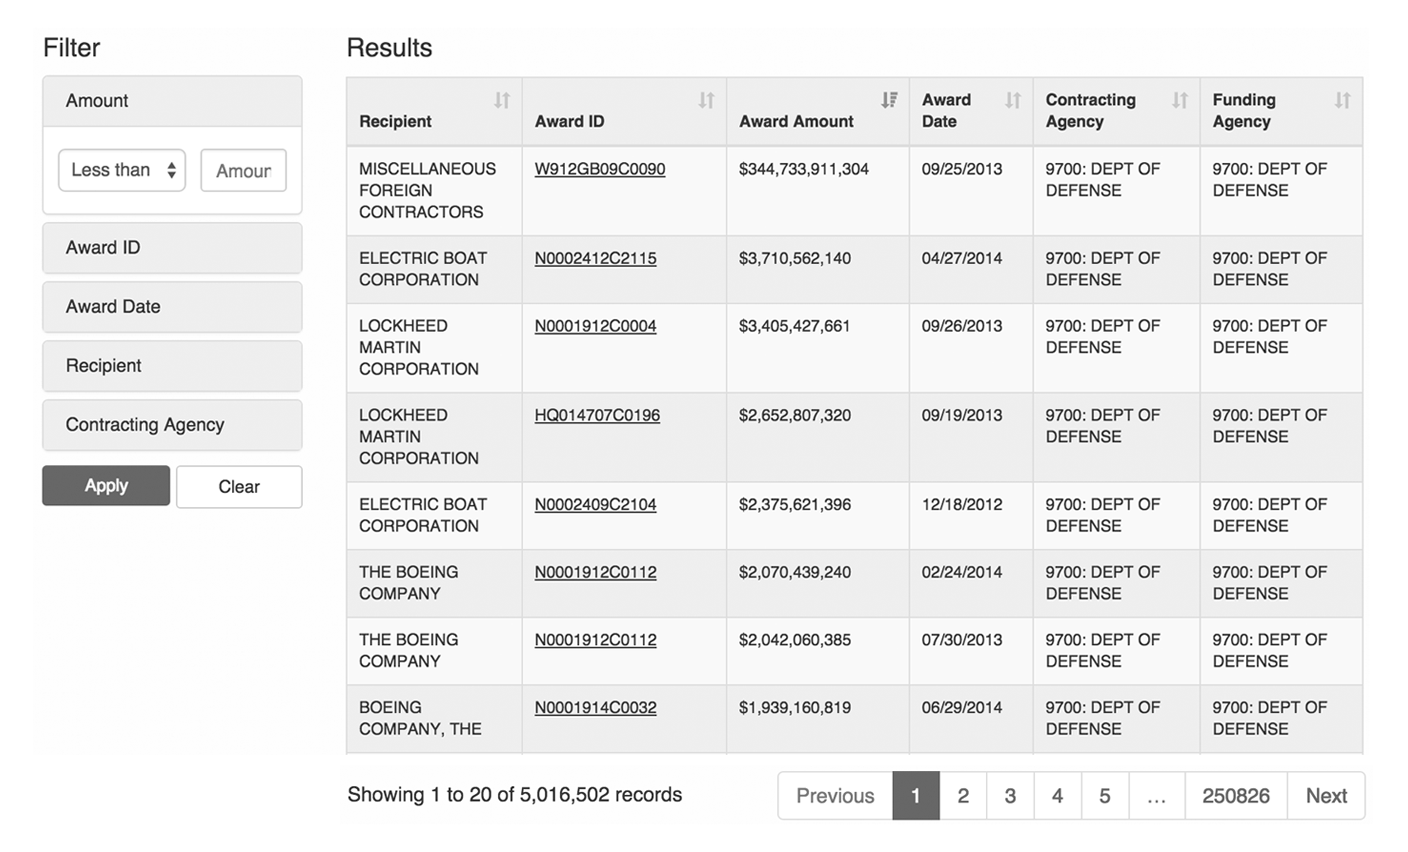 Filter
Amount
Less than Amour
Award ID
Award Date
Recipient
Contracting Agency
Apply Clear
Results
Recipient Award ID Award Amount Award Date Contracting Agency Funding Agency
MISCELLANEOUS W912GB09C0090 $344,733,911,304 09/25/2013 9700: DEPT OF 9700: DEPT OF
FOREIGN DEFENSE DEFENSE
CONTRACTORS
ELECTRIC BOAT N0002412C2115 $3,710,562,140 04/27/2014 9700: DEPT OF 9700: DEPT OF
CORPORATION DEFENSE DEFENSE
LOCKHEED N0001912C0004 $3,405,427,661 09/26/2013 9700: DEPT OF 9700: DEPT OF
MARTIN DEFENSE DEFENSE
CORPORATION
LOCKHEED HQ014707C0196 $2,652,807,320 09/19/2013 9700: DEPT OF 9700: DEPT OF
MARTIN DEFENSE DEFENSE
CORPORATION
ELECTRIC BOAT N0002409C2104 $2,375,621,396 12/18/2012 9700: DEPT OF 9700: DEPT OF
CORPORATION DEFENSE DEFENSE
THE BOEING N0001912C0112 $2,070,439,240 02/24/2014 9700: DEPT OF 9700: DEPT OF
COMPANY DEFENSE DEFENSE
THE BOEING N0001912C0112 $2,042,060,385 07/30/2013 9700: DEPT OF 9700: DEPT OF
COMPANY DEFENSE DEFENSE
BOEING N0001914C0032 $1,939,160,819 06/29/2014 9700: DEPT OF 9700: DEPT OF
COMPANY, THE DEFENSE DEFENSE
Showing 1 to 20 of 5,016,502 records Previous 1 2 3 4 5 … 250826 Next